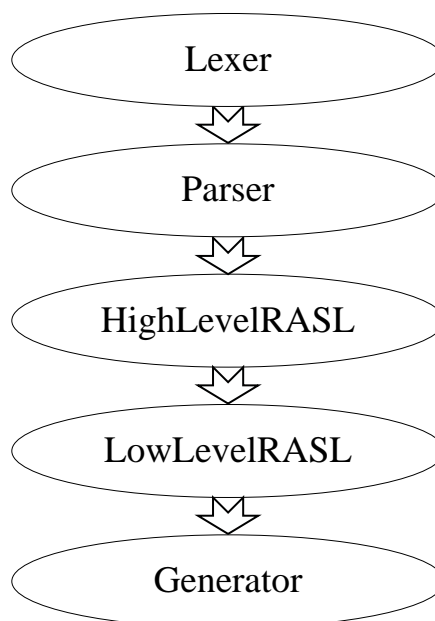 Lexer
Parser
HighLevelRASL
LowLevelRASL
Generator